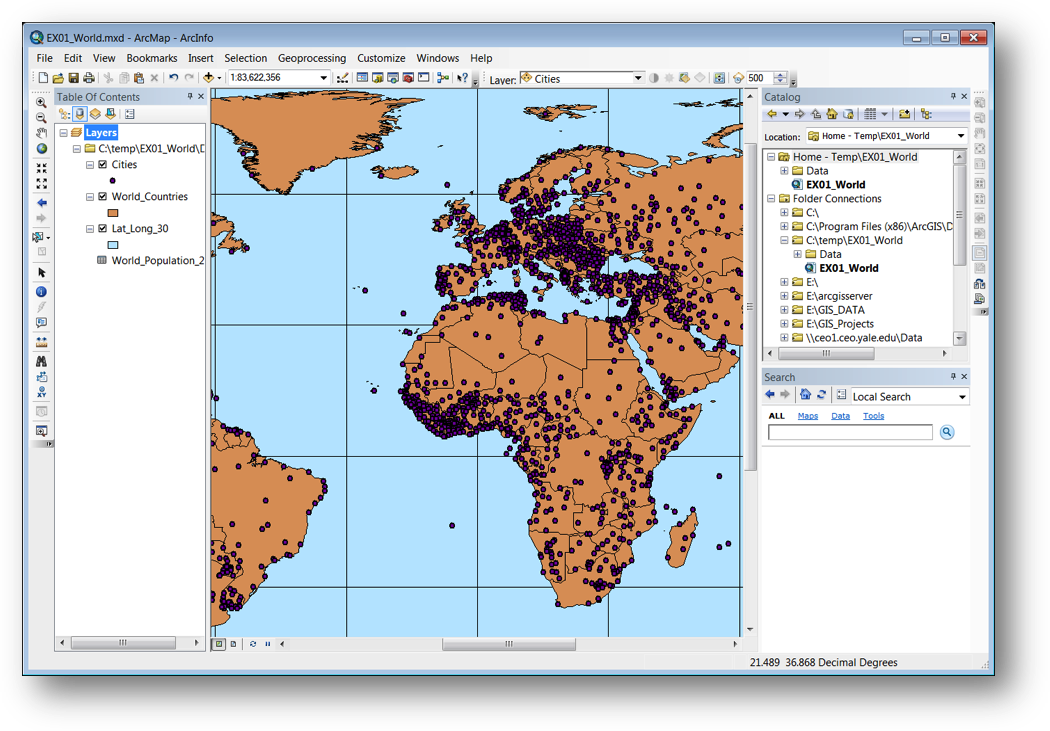 EX01_World.mxd - ArcMap - ArcInfo
File Edit View Bookmarks Insert Selection Geoprocessing Customize Windows Help
1:83,622,356 Layer: Cities 500
Table Of Contents
Layers
C:\temp\EX01_World\D
Cities
World_Countries
Lat_Long_30
World_Population_2
Catalog
Location: Home - Temp\EX01_World
Home - Temp\EX01_World
Data
EX01_World
Folder Connections
C:\
C:\Program Files (x86)\ArcGIS\D
C:\temp\EX01_World
Data
EX01_World
E:\
E:\arcgisserver
E:\GIS_DATA
E:\GIS_Projects
\\ceo1.ceo.yale.edu\Data
Search
Local Search
ALL Maps Data Tools
XY
21.489 36.868 Decimal Degrees